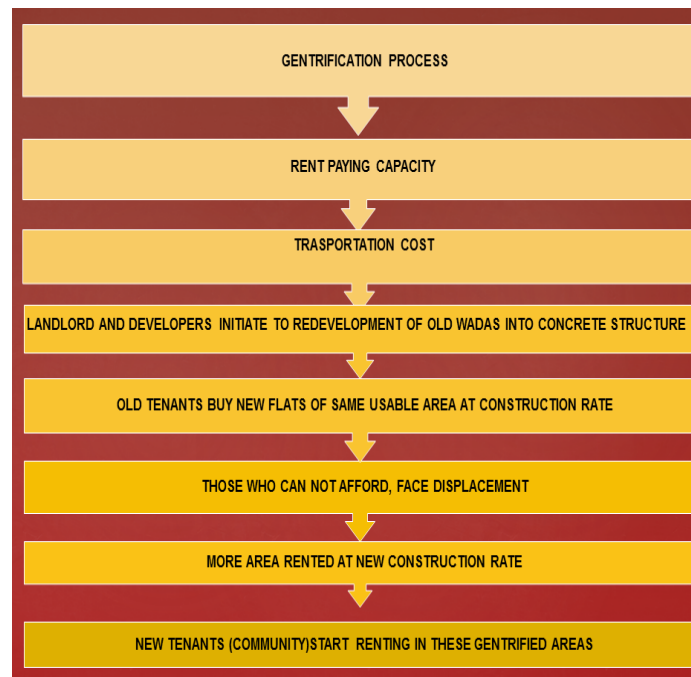 GENTRIFICATION PROCESS
RENT PAYING CAPACITY
TRASPORTATION COST
LANDLORD AND DEVELOPERS INITIATE TO REDEVELOPMENT OF OLD WADAS INTO CONCRETE STRUCTURE
OLD TENANTS BUY NEW FLATS OF SAME USABLE AREA AT CONSTRUCTION RATE
THOSE WHO CAN NOT AFFORD, FACE DISPLACEMENT
MORE AREA RENTED AT NEW CONSTRUCTION RATE
NEW TENANTS (COMMUNITY)START RENTING IN THESE GENTRIFIED AREAS